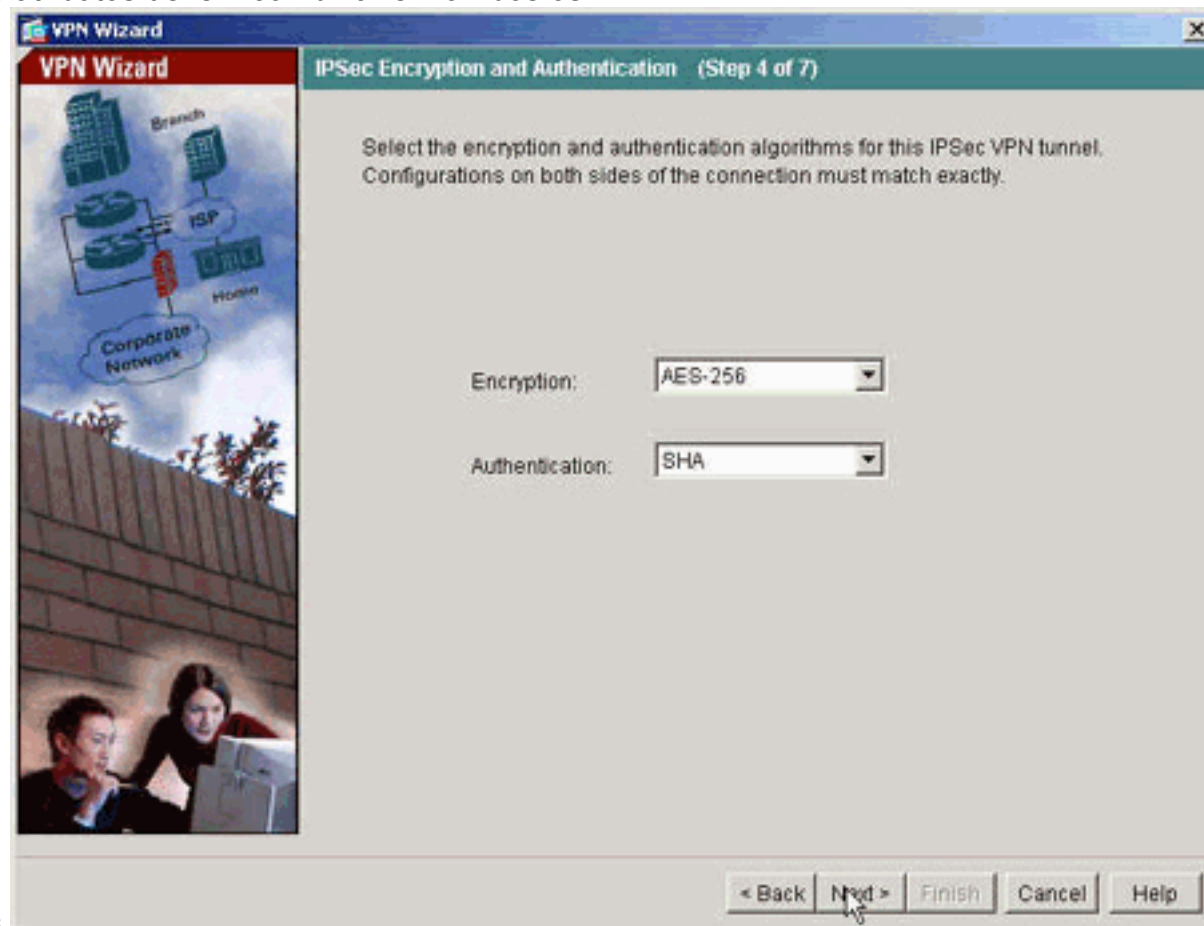 VPN Wizard
VPN Wizard
IPSec Encryption and Authentication (Step 4 of 7)
Branch
ISP
Home
Corporate
Network
Select the encryption and authentication algorithms for this IPSec VPN tunnel.
Configurations on both sides of the connection must match exactly.
Encryption:
AES-256
Authentication:
SHA
< Back
Next >
Finish
Cancel
Help